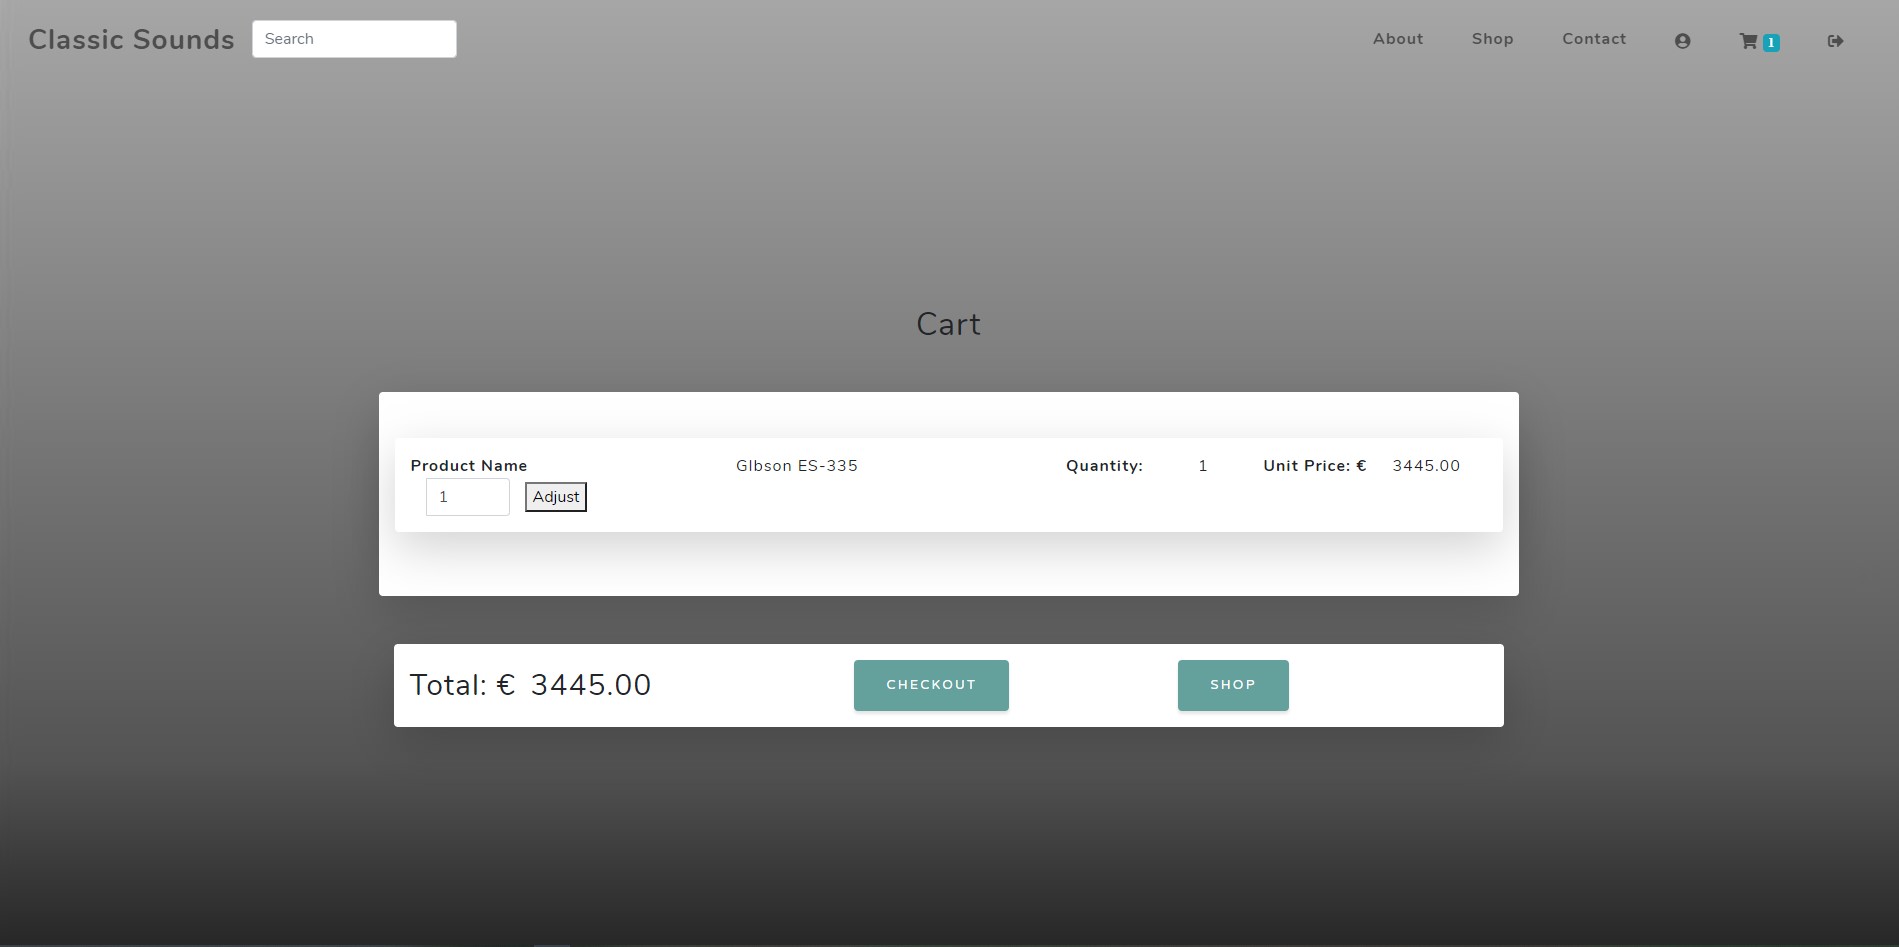 Classic Sounds Search About Shop Contact 1
Cart
Product Name GIbson ES-335 Quantity: 1 Unit Price: € 3445.00
1 Adjust
Total: € 3445.00 CHECKOUT SHOP